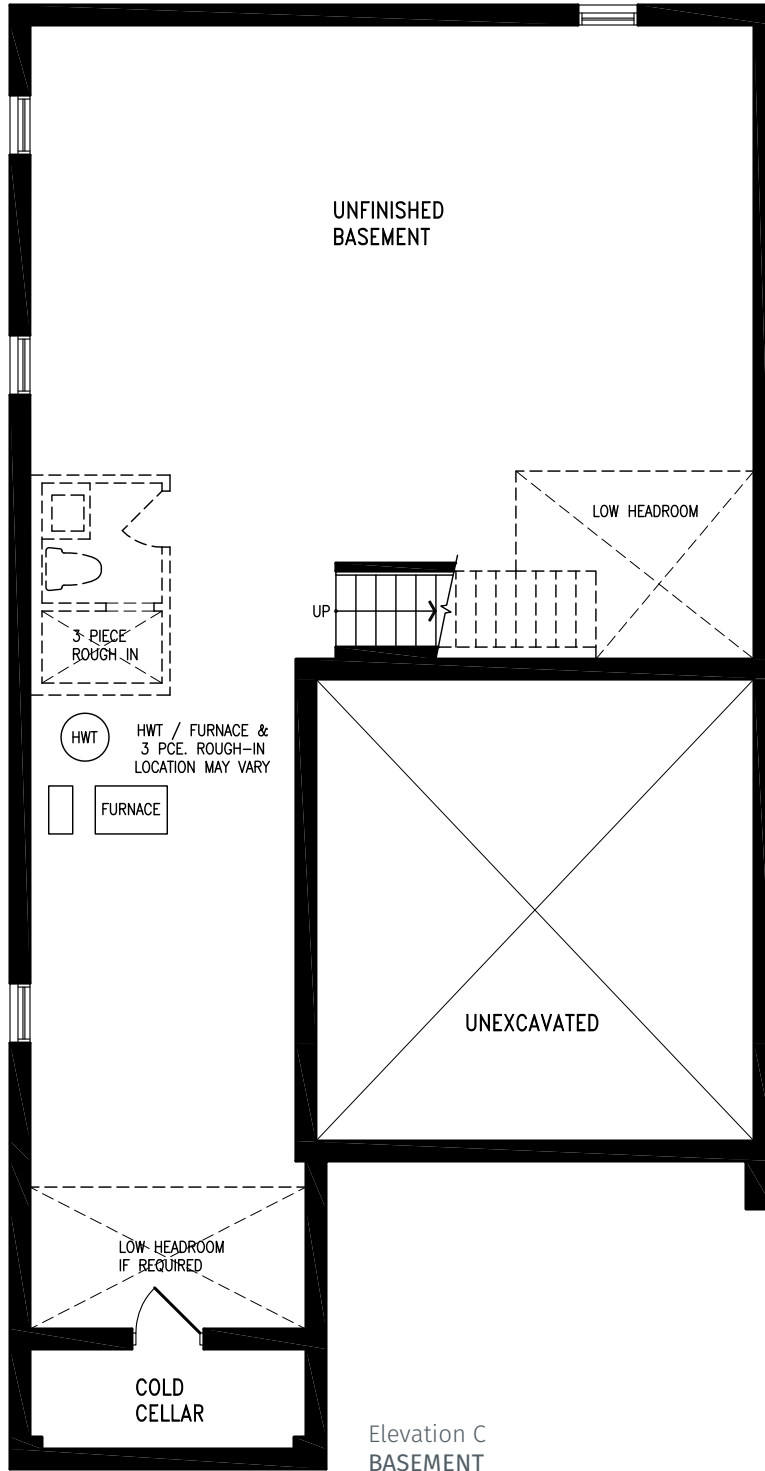 UNFINISHED
BASEMENT
LOW HEADROOM
UP
3 PIECE
ROUGH IN
HWT
HWT / FURNACE &
3 PCE. ROUGH-IN
LOCATION MAY VARY
FURNACE
UNEXCAVATED
LOW HEADROOM
IF REQUIRED
COLD
CELLAR
Elevation C
BASEMENT